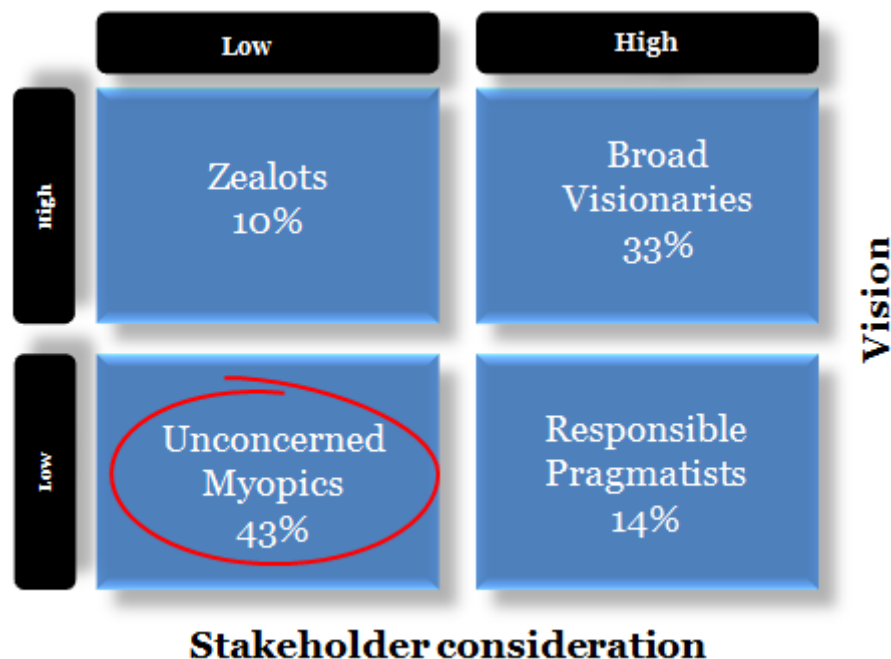 Low
High
High
Zealots
10%
Broad
Visionaries
33%
Vision
Low
Unconcerned
Myopics
43%
Responsible
Pragmatists
14%
Stakeholder consideration